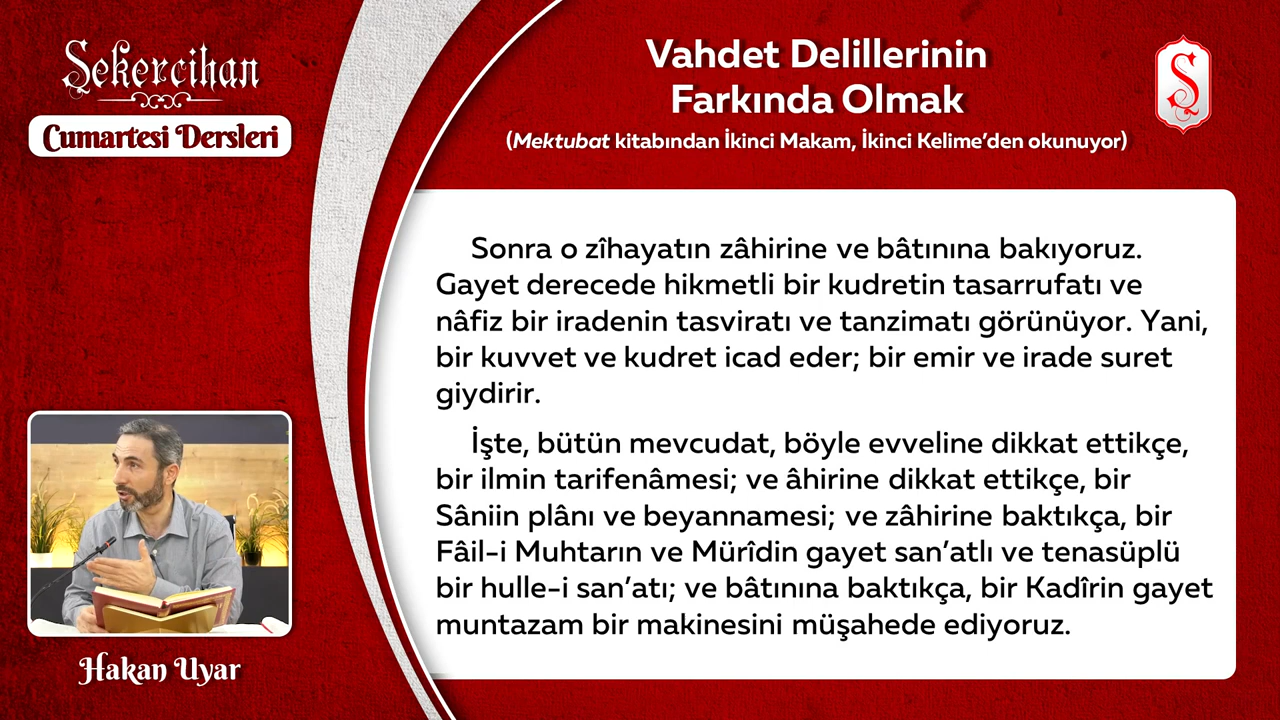 Şekercihan
Cumartesi Dersleri
Vahdet Delillerinin
Farkında Olmak
(Mektubat kitabından İkinci Makam, İkinci Kelime’den okunuyor)
Ş
Sonra o zîhayatın zâhirine ve bâtınına bakıyoruz.
Gayet derecede hikmetli bir kudretin tasarrufatı ve
nâfiz bir iradenin tasviratı ve tanzimatı görünüyor. Yani,
bir kuvvet ve kudret icad eder; bir emir ve irade suret
giydirir.
İşte, bütün mevcudat, böyle evveline dikkat ettikçe,
bir ilmin tarifenâmesi; ve âhirine dikkat ettikçe, bir
Sâniin plânı ve beyannamesi; ve zâhirine baktıkça, bir
Fâil-i Muhtarın ve Mürîdin gayet san’atlı ve tenasüplü
bir hulle-i san’atı; ve bâtınına baktıkça, bir Kadîrin gayet
muntazam bir makinesini müşahede ediyoruz.
Hakan Uyar